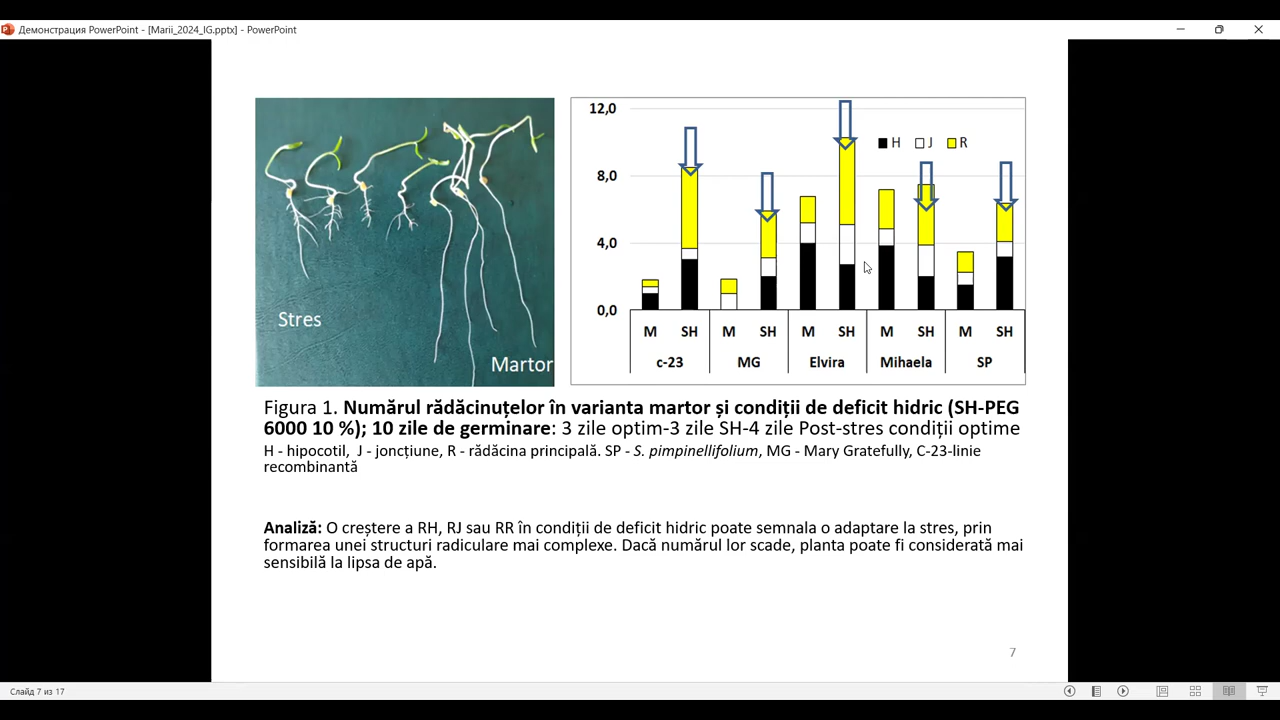 Демонстрация PowerPoint - [Marii_2024_IG.pptx] - PowerPoint
Stres
Martor
12,0
8,0
4,0
0,0
H J R
M SH M SH M SH M SH M SH
c-23 MG Elvira Mihaela SP
Figura 1. Numărul rădăcinuțelor în varianta martor și condiții de deficit hidric (SH-PEG
6000 10 %); 10 zile de germinare: 3 zile optim-3 zile SH-4 zile Post-stres condiții optime
H - hipocotil, J - joncțiune, R - rădăcina principală. SP - S. pimpinellifolium, MG - Mary Gratefully, C-23-linie
recombinantă
Analiză: O creștere a RH, RJ sau RR în condiții de deficit hidric poate semnala o adaptare la stres, prin
formarea unei structuri radiculare mai complexe. Dacă numărul lor scade, planta poate fi considerată mai
sensibilă la lipsa de apă.
7
Слайд 7 из 17